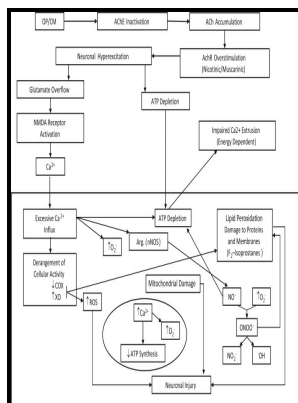 OP/CM
AChE Inactivation
ACh Accumulation
Neuronal Hyperexcitation
AchR Overstimulation
(Nicotinic/Muscarinic)
Glutamate Overflow
ATP Depletion
NMDA Receptor
Activation
Impaired Ca2+ Extrusion
(Energy Dependent)
Ca²⁺
Excessive Ca²⁺
Influx
ATP Depletion
Lipid Peroxidation
Damage to Proteins
and Membranes
(F₂-Isoprostanes )
↑O₂⁻
Arg. (nNOS)
Derangement of
Cellular Activity
↓COX
↑XO
↑ROS
Mitochondrial Damage
NO⁻
↑O₂⁻
↑Ca²⁺
↑O₂⁻
↓ATP Synthesis
ONOO⁻
NO₂⁻
·OH
Neuronal Injury